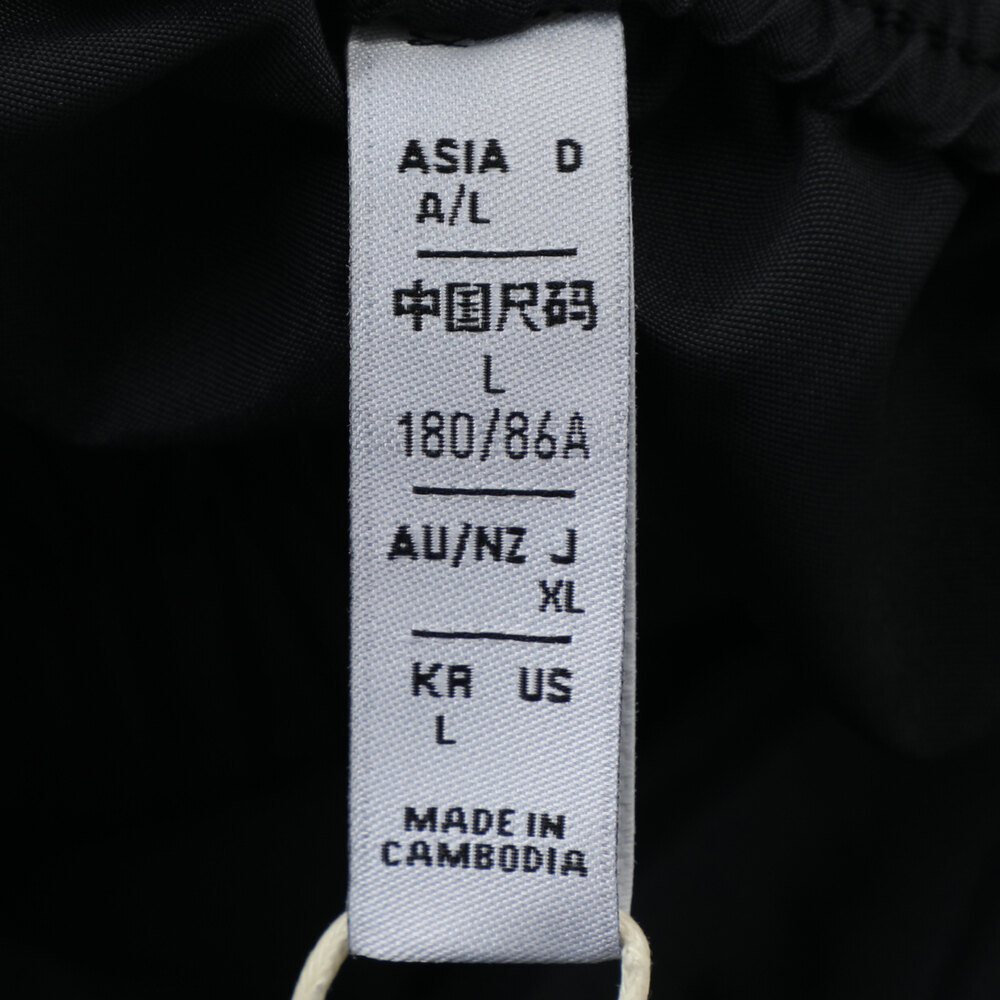 ASIA D
A/L
中国尺码
L
180/86A
AU/NZ J
XL
KR US
L
MADE IN
CAMBODIA